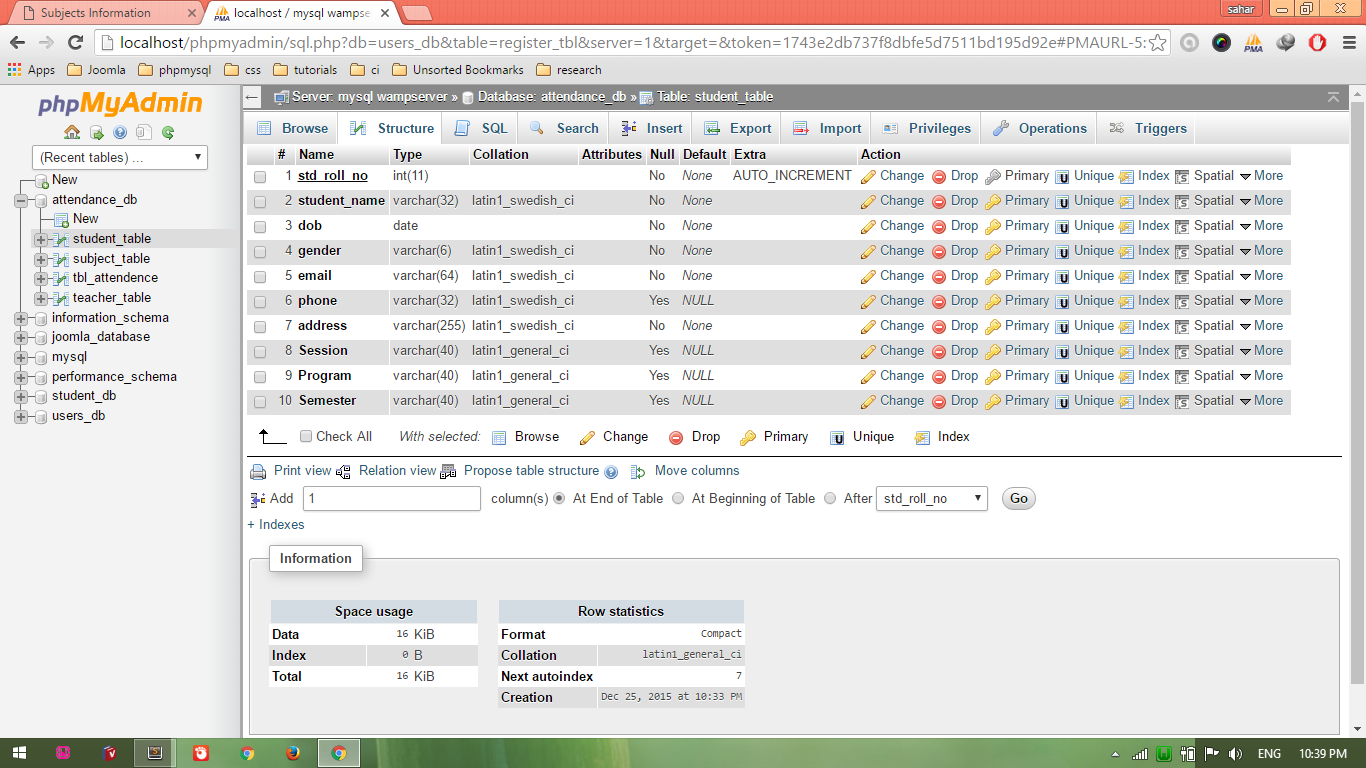 Subjects Information
localhost / mysql wampse
sahar
localhost/phpmyadmin/sql.php?db=users_db&table=register_tbl&server=1&target=&token=1743e2db737f8dbfe5d7511bd195d92e#PMAURL-5:
Apps Joomla phpmysql css tutorials ci Unsorted Bookmarks research
phpMyAdmin
(Recent tables) ...
New
attendance_db
New
student_table
subject_table
tbl_attendence
teacher_table
information_schema
joomla_database
mysql
performance_schema
student_db
users_db
Server: mysql wampserver » Database: attendance_db » Table: student_table
Browse Structure SQL Search Insert Export Import Privileges Operations Triggers
# Name Type Collation Attributes Null Default Extra Action
1 std_roll_no int(11) No None AUTO_INCREMENT Change Drop Primary Unique Index Spatial More
2 student_name varchar(32) latin1_swedish_ci No None Change Drop Primary Unique Index Spatial More
3 dob date No None Change Drop Primary Unique Index Spatial More
4 gender varchar(6) latin1_swedish_ci No None Change Drop Primary Unique Index Spatial More
5 email varchar(64) latin1_swedish_ci No None Change Drop Primary Unique Index Spatial More
6 phone varchar(32) latin1_swedish_ci Yes NULL Change Drop Primary Unique Index Spatial More
7 address varchar(255) latin1_swedish_ci No None Change Drop Primary Unique Index Spatial More
8 Session varchar(40) latin1_general_ci Yes NULL Change Drop Primary Unique Index Spatial More
9 Program varchar(40) latin1_general_ci Yes NULL Change Drop Primary Unique Index Spatial More
10 Semester varchar(40) latin1_general_ci Yes NULL Change Drop Primary Unique Index Spatial More
Check All With selected: Browse Change Drop Primary Unique Index
Print view Relation view Propose table structure Move columns
Add 1 column(s) At End of Table At Beginning of Table After std_roll_no Go
+ Indexes
Information
Space usage
Data 16 KiB
Index 0 B
Total 16 KiB
Row statistics
Format Compact
Collation latin1_general_ci
Next autoindex 7
Creation Dec 25, 2015 at 10:33 PM
ENG 10:39 PM